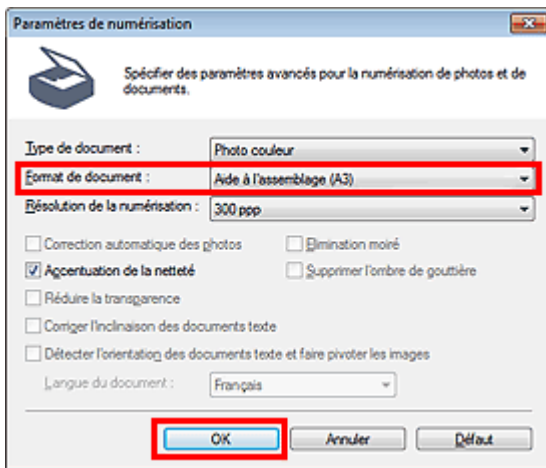 Paramètres de numérisation
Spécifier des paramètres avancés pour la numérisation de photos et de
documents.
Type de document : Photo couleur
Format de document : Aide à l'assemblage (A3)
Résolution de la numérisation : 300 ppp
Correction automatique des photos Elimination moiré
Accentuation de la netteté Supprimer l'ombre de gouttière
Réduire la transparence
Corriger l'inclinaison des documents texte
Détecter l'orientation des documents texte et faire pivoter les images
Langue du document : Français
OK Annuler Défaut